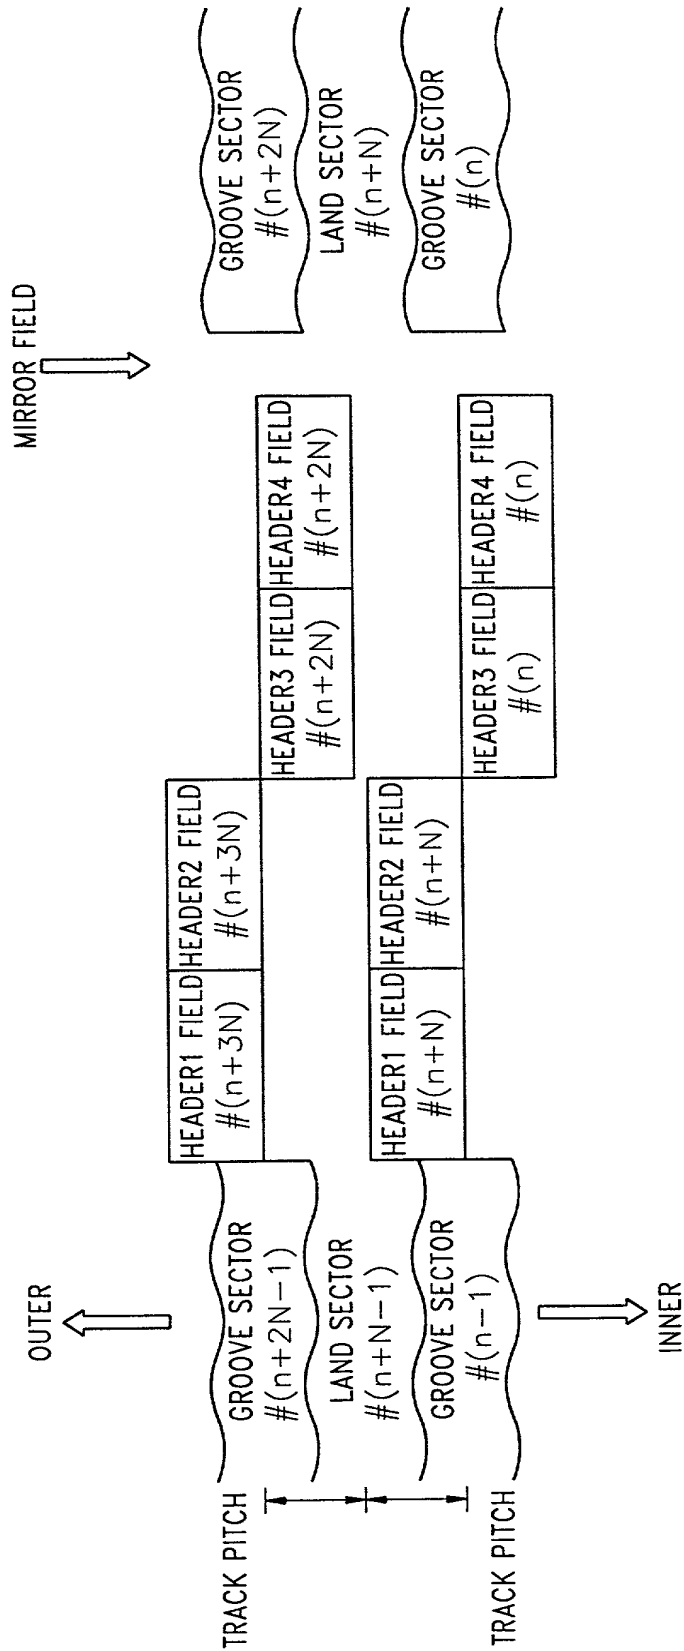 OUTER
MIRROR FIELD
TRACK PITCH
GROOVE SECTOR
#(n+2N-1)
LAND SECTOR
#(n+N-1)
GROOVE SECTOR
#(n-1)
TRACK PITCH
INNER
HEADER1 FIELD
#(n+3N)
HEADER2 FIELD
#(n+3N)
HEADER1 FIELD
#(n+N)
HEADER2 FIELD
#(n+N)
HEADER3 FIELD
#(n+2N)
HEADER4 FIELD
#(n+2N)
HEADER3 FIELD
#(n)
HEADER4 FIELD
#(n)
GROOVE SECTOR
#(n+2N)
LAND SECTOR
#(n+N)
GROOVE SECTOR
#(n)